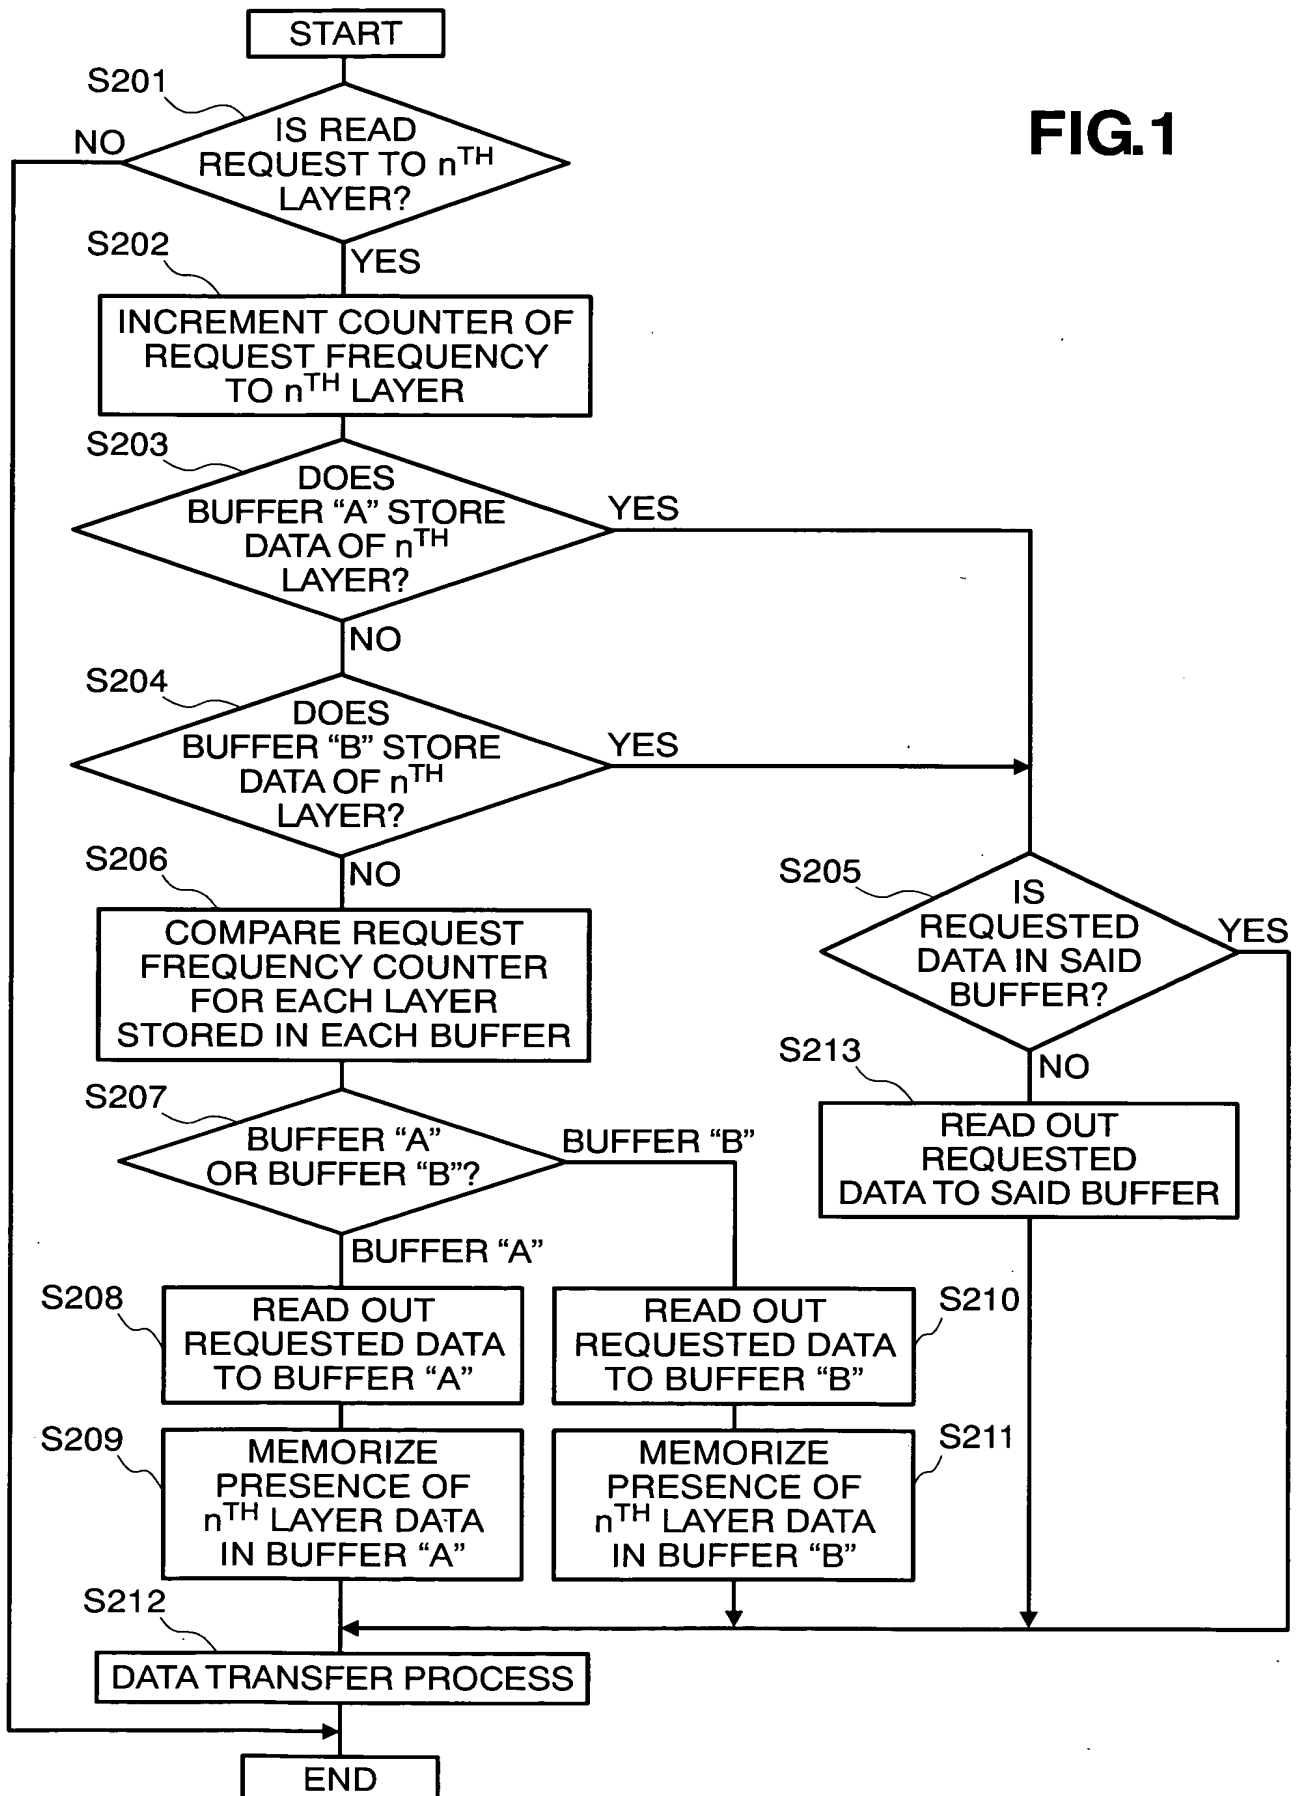 START
FIG.1
S201
IS READ
REQUEST TO nTH
LAYER?
NO
YES
S202
INCREMENT COUNTER OF
REQUEST FREQUENCY
TO nTH LAYER
S203
DOES
BUFFER “A” STORE
DATA OF nTH
LAYER?
YES
NO
S204
DOES
BUFFER “B” STORE
DATA OF nTH
LAYER?
YES
NO
S205
IS
REQUESTED
DATA IN SAID
BUFFER?
YES
NO
S206
COMPARE REQUEST
FREQUENCY COUNTER
FOR EACH LAYER
STORED IN EACH BUFFER
S213
READ OUT
REQUESTED
DATA TO SAID BUFFER
S207
BUFFER “A”
OR BUFFER “B”?
BUFFER “B”
BUFFER “A”
S208
READ OUT
REQUESTED DATA
TO BUFFER “A”
S210
READ OUT
REQUESTED DATA
TO BUFFER “B”
S209
MEMORIZE
PRESENCE OF
nTH LAYER DATA
IN BUFFER “A”
S211
MEMORIZE
PRESENCE OF
nTH LAYER DATA
IN BUFFER “B”
S212
DATA TRANSFER PROCESS
END